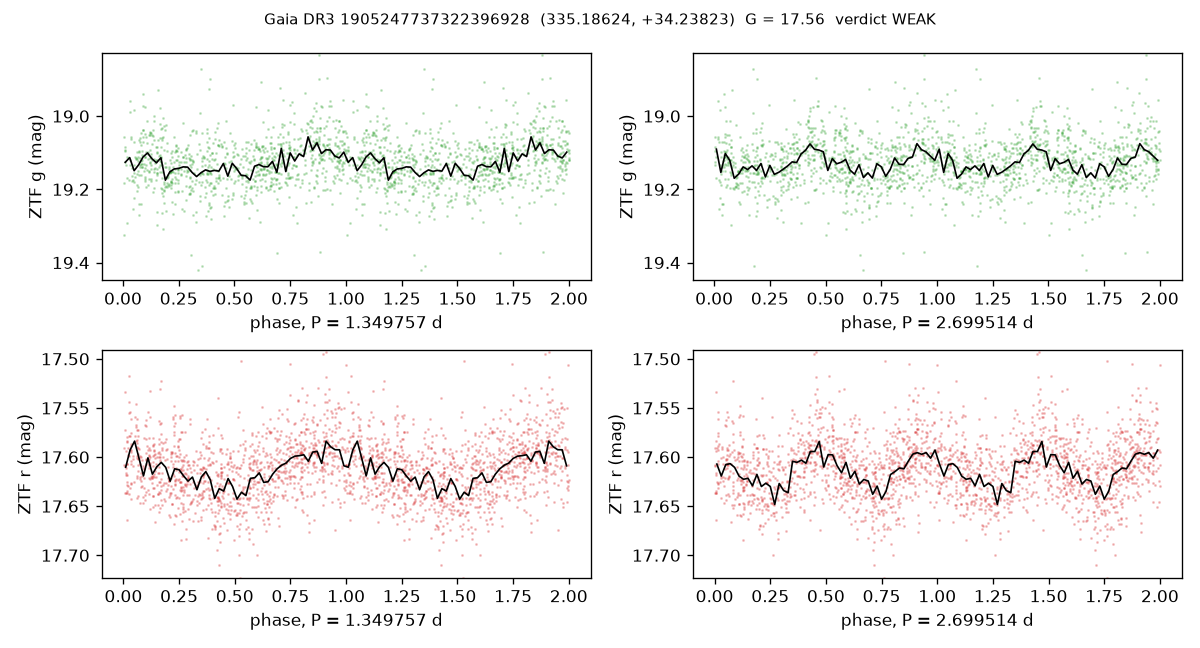 Gaia DR3 1905247737322396928 (335.18624, +34.23823) G = 17.56 verdict WEAK
ZTF g (mag)
19.0
19.2
19.4
0.00 0.25 0.50 0.75 1.00 1.25 1.50 1.75 2.00
phase, P = 1.349757 d
ZTF g (mag)
19.0
19.2
19.4
0.00 0.25 0.50 0.75 1.00 1.25 1.50 1.75 2.00
phase, P = 2.699514 d
ZTF r (mag)
17.50
17.55
17.60
17.65
17.70
0.00 0.25 0.50 0.75 1.00 1.25 1.50 1.75 2.00
phase, P = 1.349757 d
ZTF r (mag)
17.50
17.55
17.60
17.65
17.70
0.00 0.25 0.50 0.75 1.00 1.25 1.50 1.75 2.00
phase, P = 2.699514 d